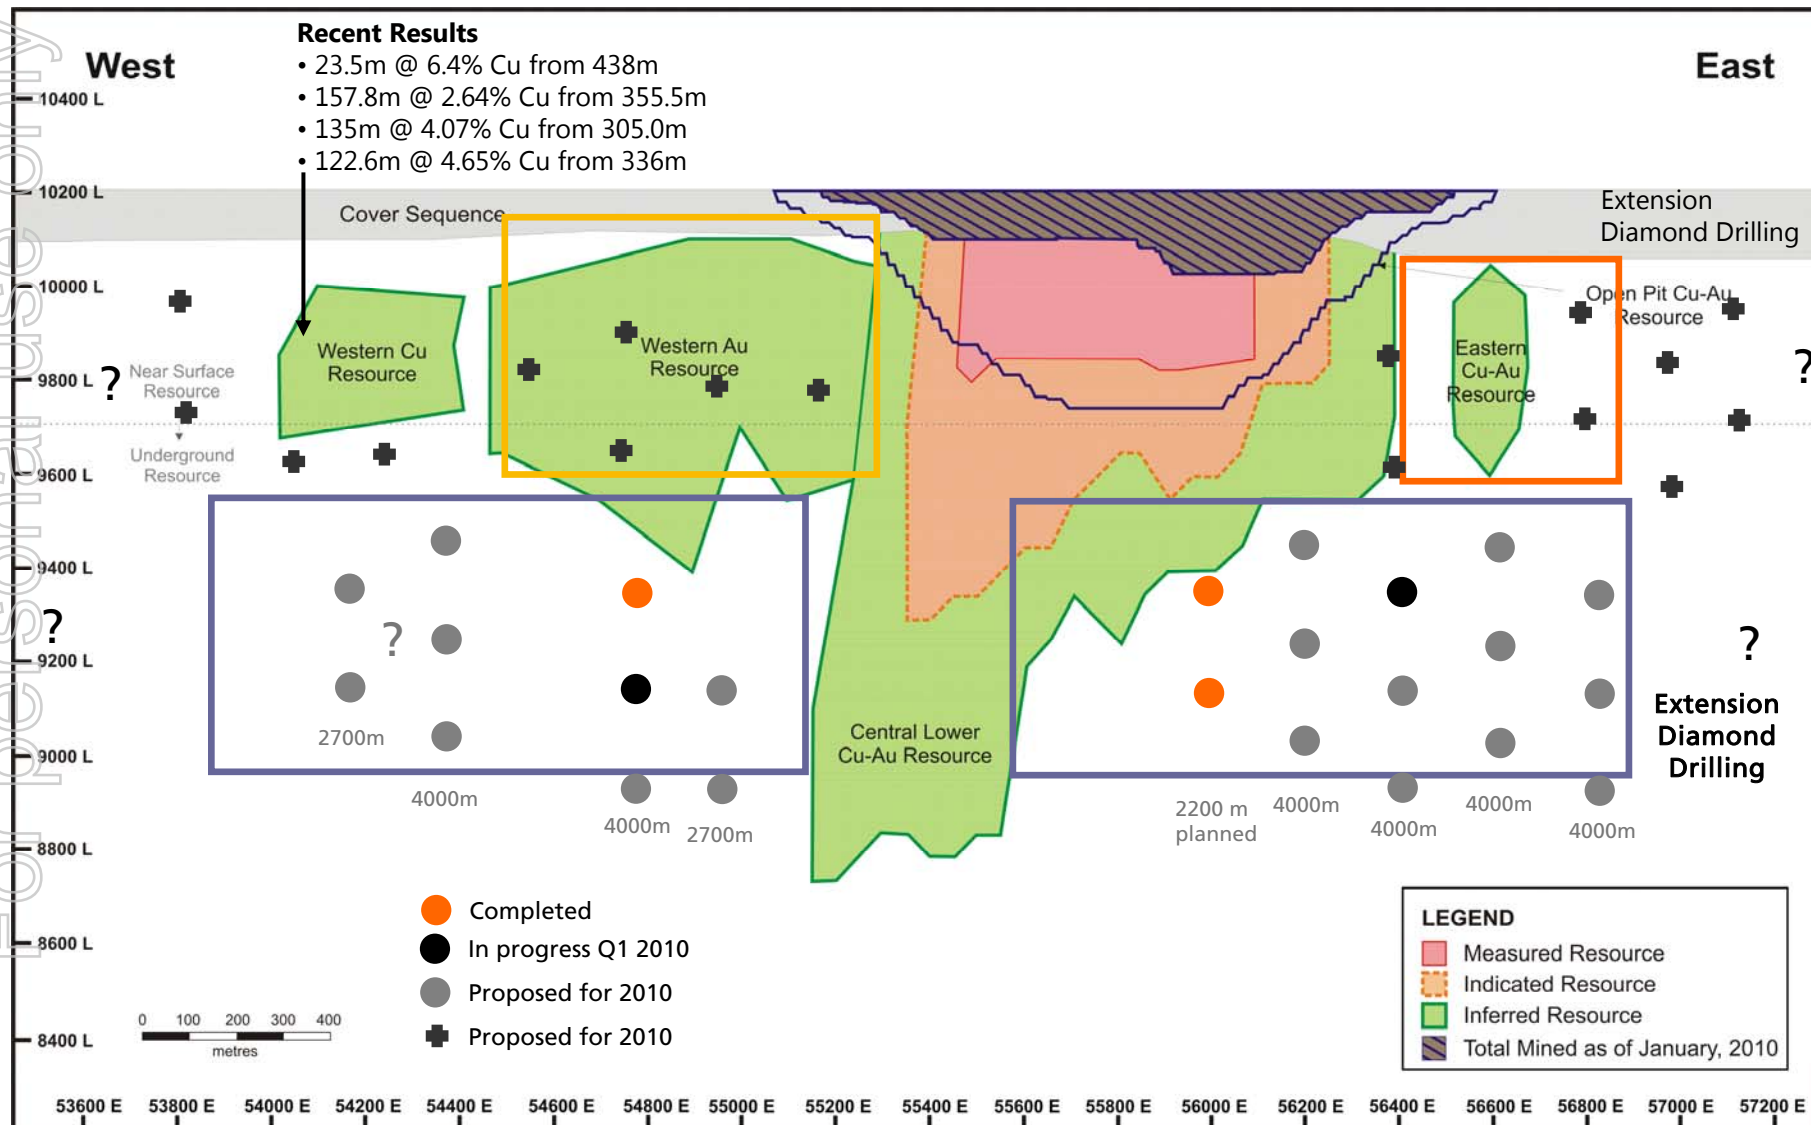 For personal use only
West
Recent Results
• 23.5m @ 6.4% Cu from 438m
• 157.8m @ 2.64% Cu from 355.5m
• 135m @ 4.07% Cu from 305.0m
• 122.6m @ 4.65% Cu from 336m
East
10400 L
10200 L
10000 L
9800 L
9600 L
9400 L
9200 L
9000 L
8800 L
8600 L
8400 L
Cover Sequence
Extension
Diamond Drilling
Open Pit Cu-Au
Resource
Western Cu
Resource
Western Au
Resource
Eastern
Cu-Au
Resource
?
Near Surface
Resource
Underground
Resource
?
?
?
?
Central Lower
Cu-Au Resource
Extension
Diamond
Drilling
2700m
4000m
4000m
2700m
2200 m
planned
4000m
4000m
4000m
4000m
Completed
In progress Q1 2010
Proposed for 2010
Proposed for 2010
0 100 200 300 400
metres
LEGEND
Measured Resource
Indicated Resource
Inferred Resource
Total Mined as of January, 2010
53600 E 53800 E 54000 E 54200 E 54400 E 54600 E 54800 E 55000 E 55200 E 55400 E 55600 E 55800 E 56000 E 56200 E 56400 E 56600 E 56800 E 57000 E 57200 E